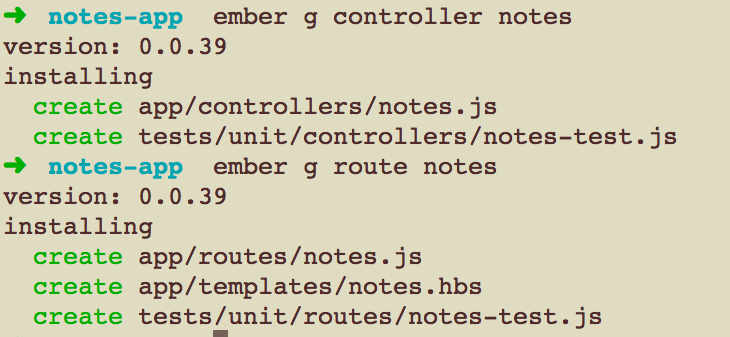 ➜  notes-app  ember g controller notes
version: 0.0.39
installing
  create app/controllers/notes.js
  create tests/unit/controllers/notes-test.js
➜  notes-app  ember g route notes
version: 0.0.39
installing
  create app/routes/notes.js
  create app/templates/notes.hbs
  create tests/unit/routes/notes-test.js